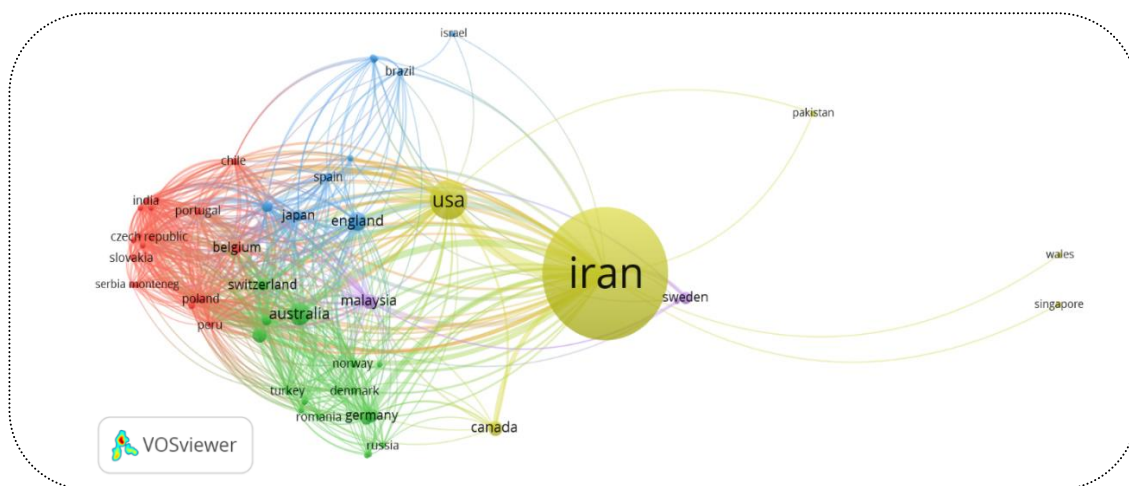 israel
brazil
pakistan
chile
spain
india
portugal
usa
japan
england
czech republic
belgium
slovakia
wales
iran
serbia monteneg
switzerland
poland
malaysia
sweden
singapore
australia
peru
norway
turkey
denmark
romania
germany
canada
russia
VOSviewer